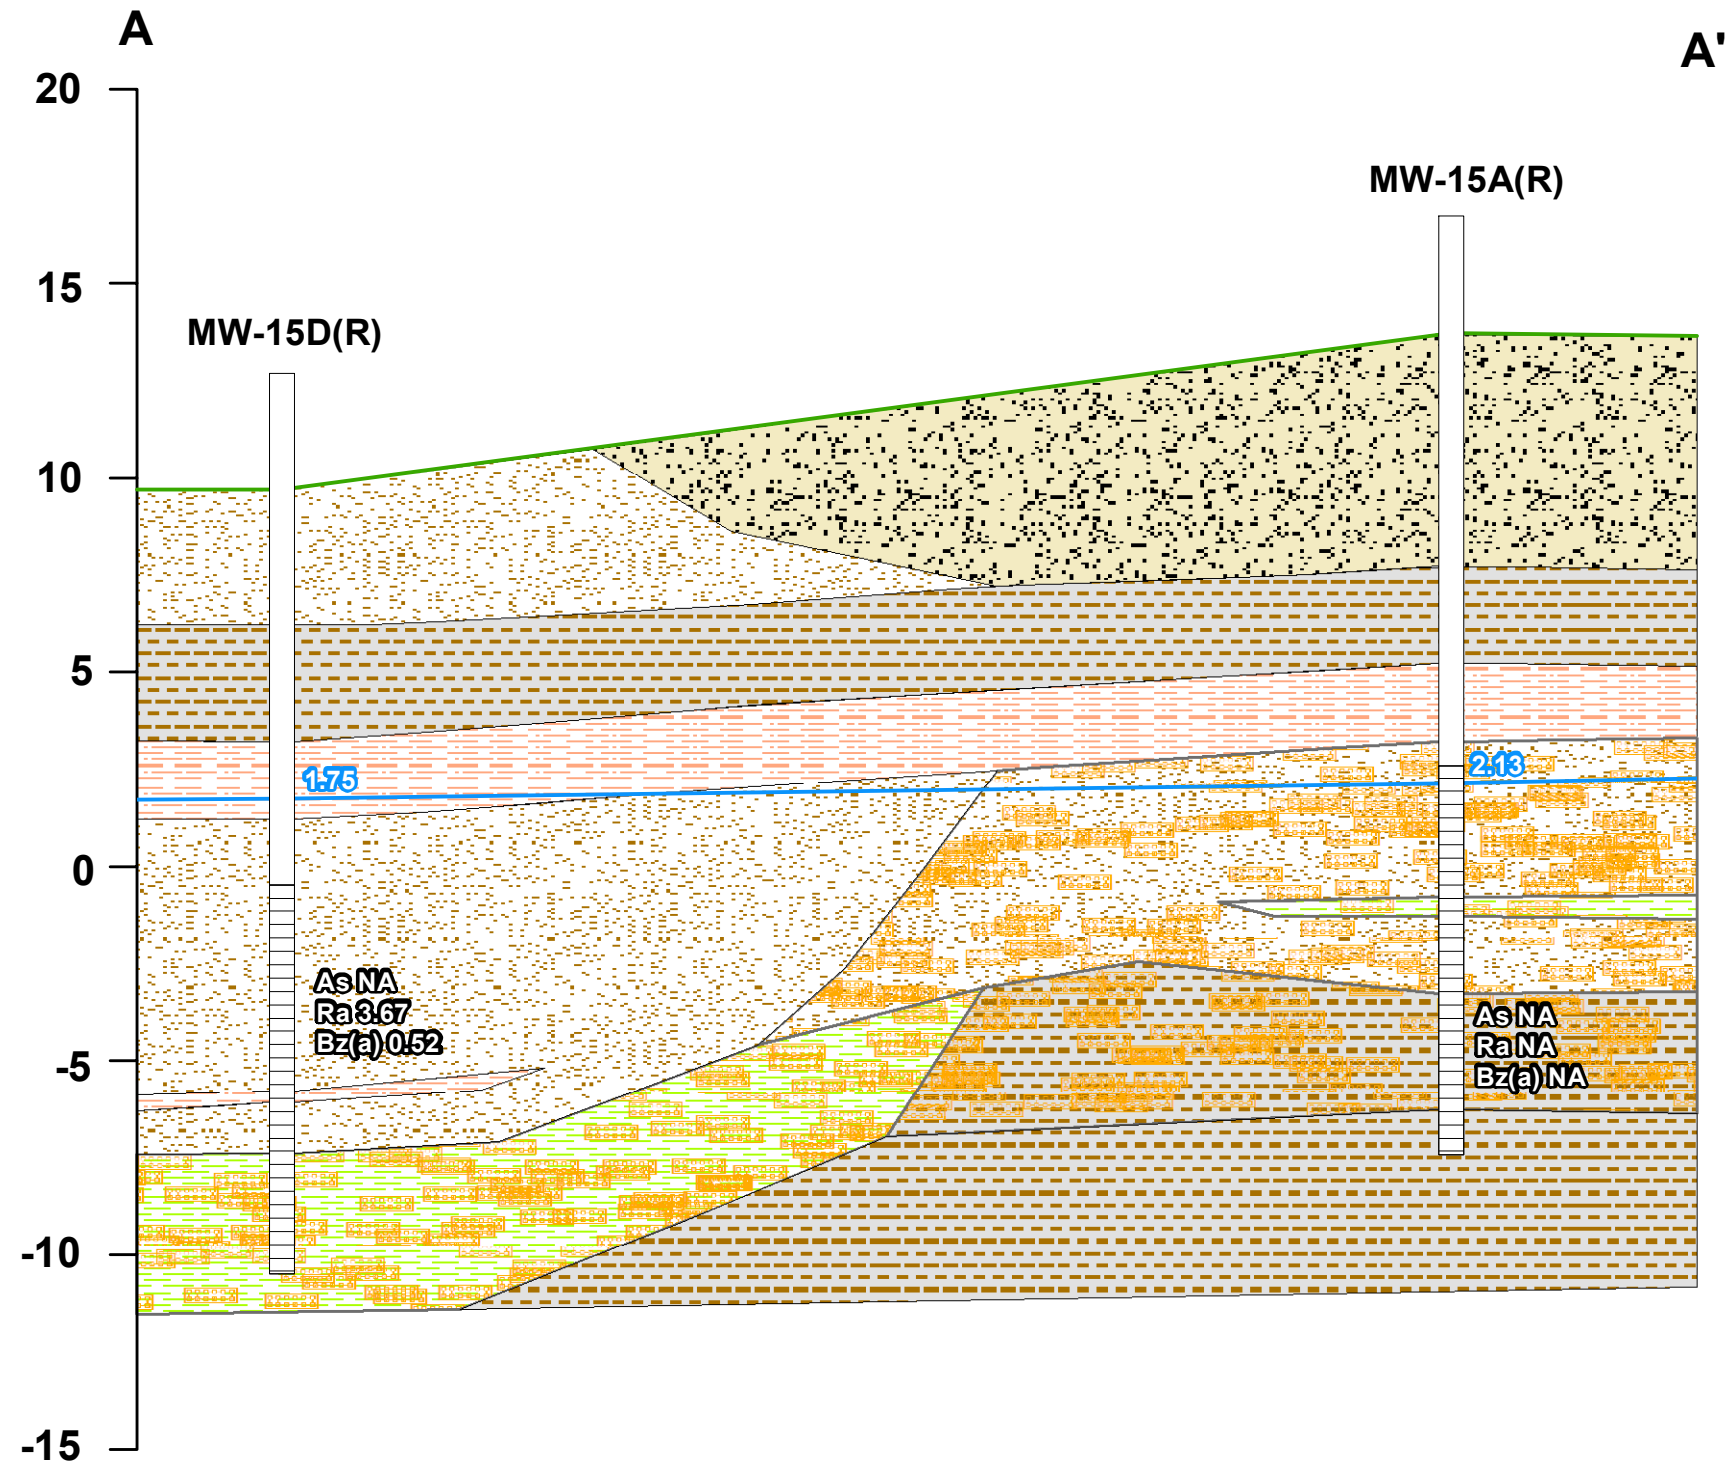 A
A'
20
MW-15A(R)
15
MW-15D(R)
10
5
1.75
2.13
0
As NA
Ra 3.67
Bz(a) 0.52
As NA
Ra NA
Bz(a) NA
-5
-10
-15